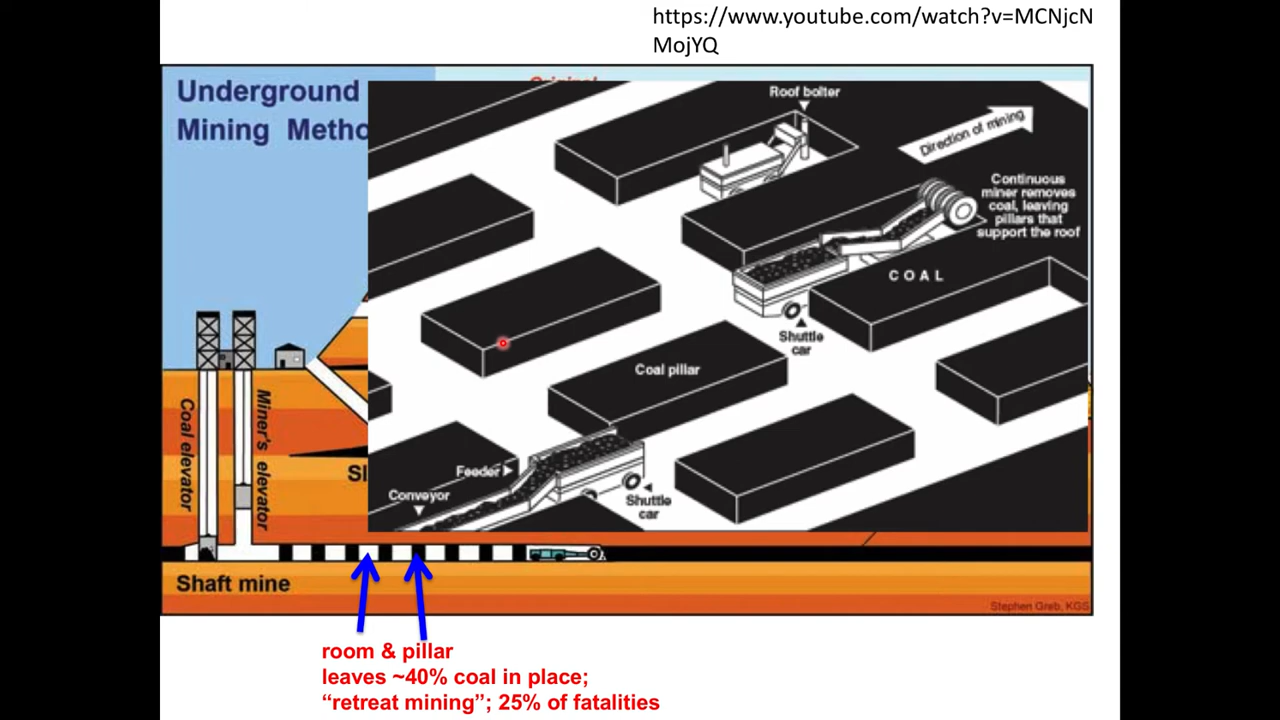 https://www.youtube.com/watch?v=MCNjcN
MojYQ
Underground
Mining Metho
Original
Roof bolter
Direction of mining
Continuous
miner removes
coal, leaving
pillars that
support the roof
COAL
Shuttle
car
Coal pillar
Feeder
Conveyor
Shuttle
car
Coal elevator
Miner's elevator
Sl
Shaft mine
Stephen Greb, KGS
room & pillar
leaves ~40% coal in place;
“retreat mining”; 25% of fatalities